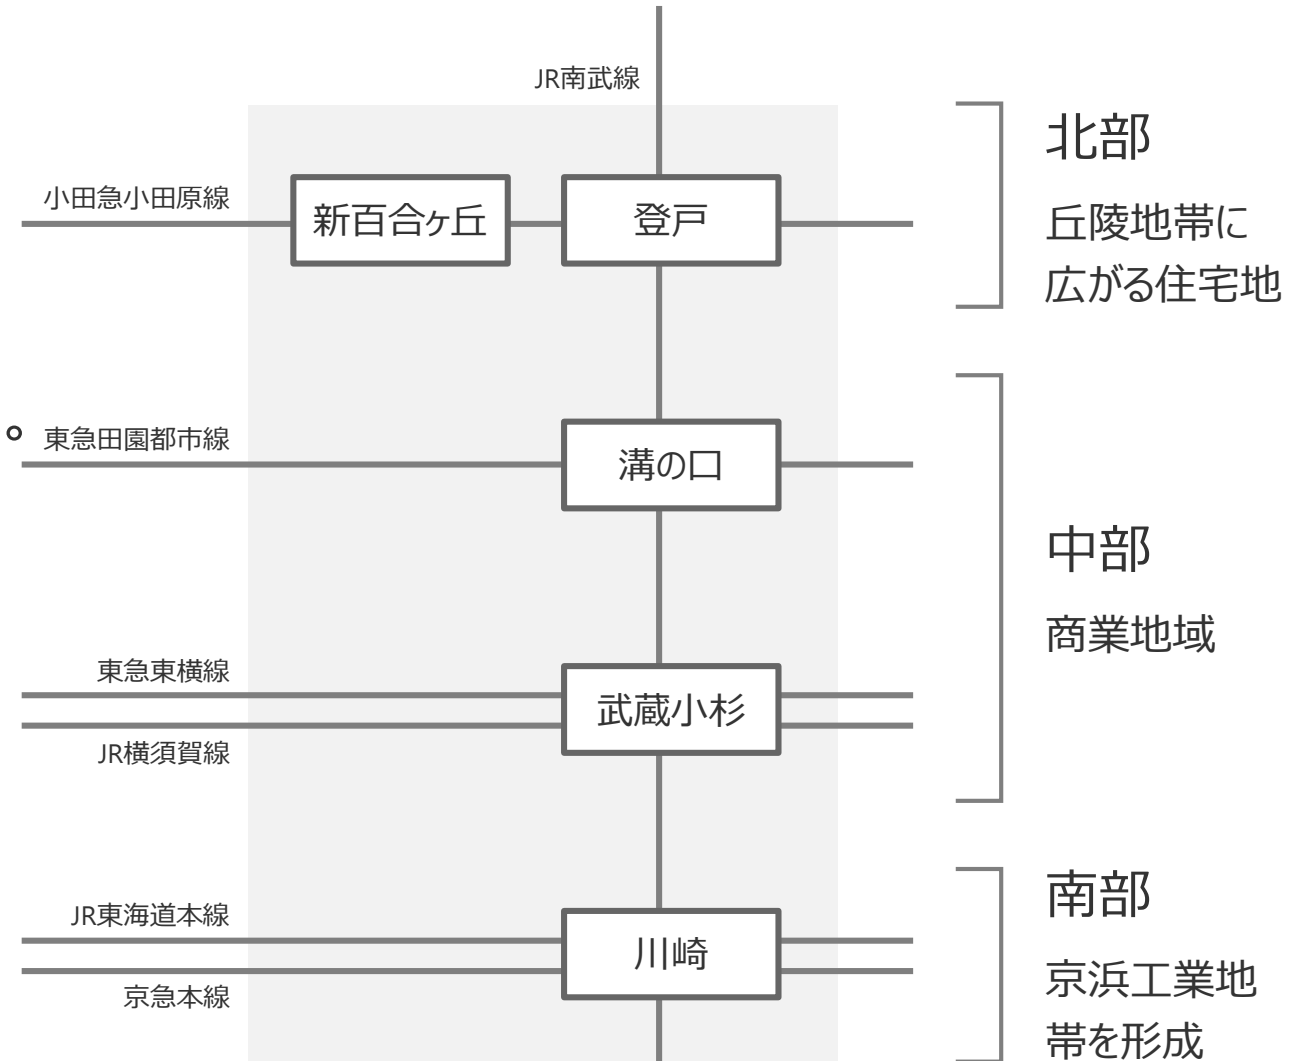 JR南武線
北部
小田急小田原線
新百合ヶ丘
登戸
丘陵地帯に
広がる住宅地
。
東急田園都市線
溝の口
中部
商業地域
東急東横線
武蔵小杉
JR横須賀線
南部
JR東海道本線
川崎
京浜工業地
京急本線
帯を形成